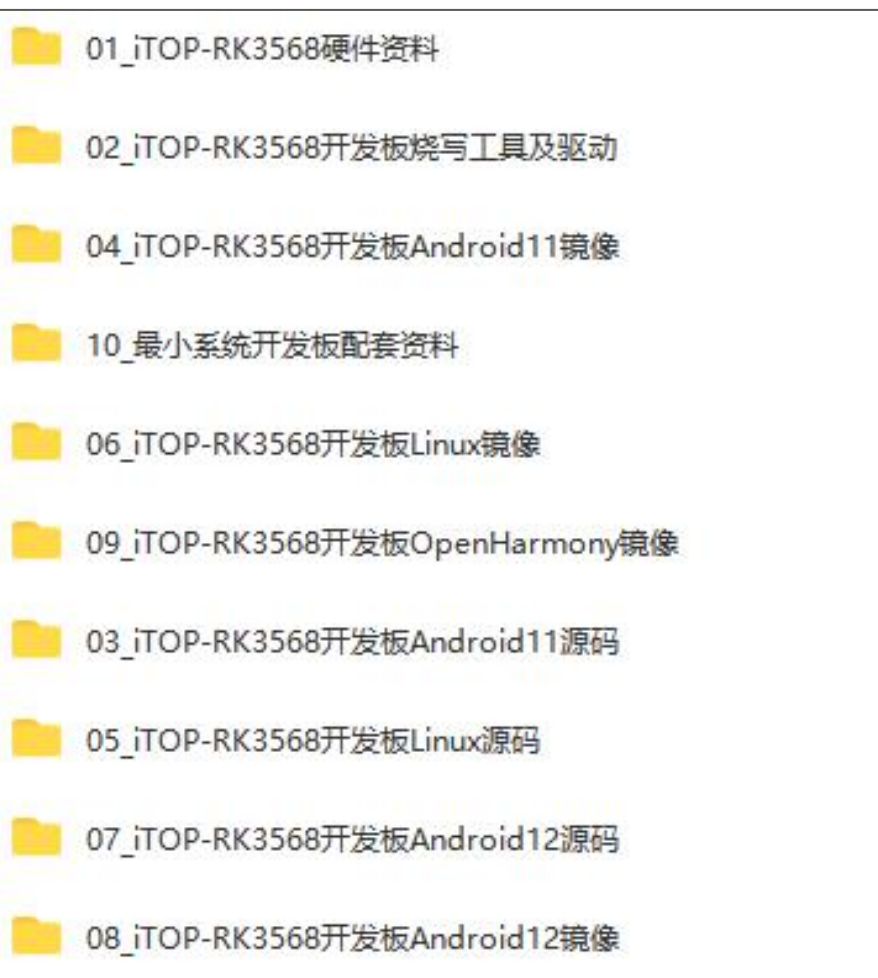 01_iTOP-RK3568硬件资料
02_iTOP-RK3568开发板烧写工具及驱动
04_iTOP-RK3568开发板Android11镜像
10_最小系统开发板配套资料
06_iTOP-RK3568开发板Linux镜像
09_iTOP-RK3568开发板OpenHarmony镜像
03_iTOP-RK3568开发板Android11源码
05_iTOP-RK3568开发板Linux源码
07_iTOP-RK3568开发板Android12源码
08_iTOP-RK3568开发板Android12镜像